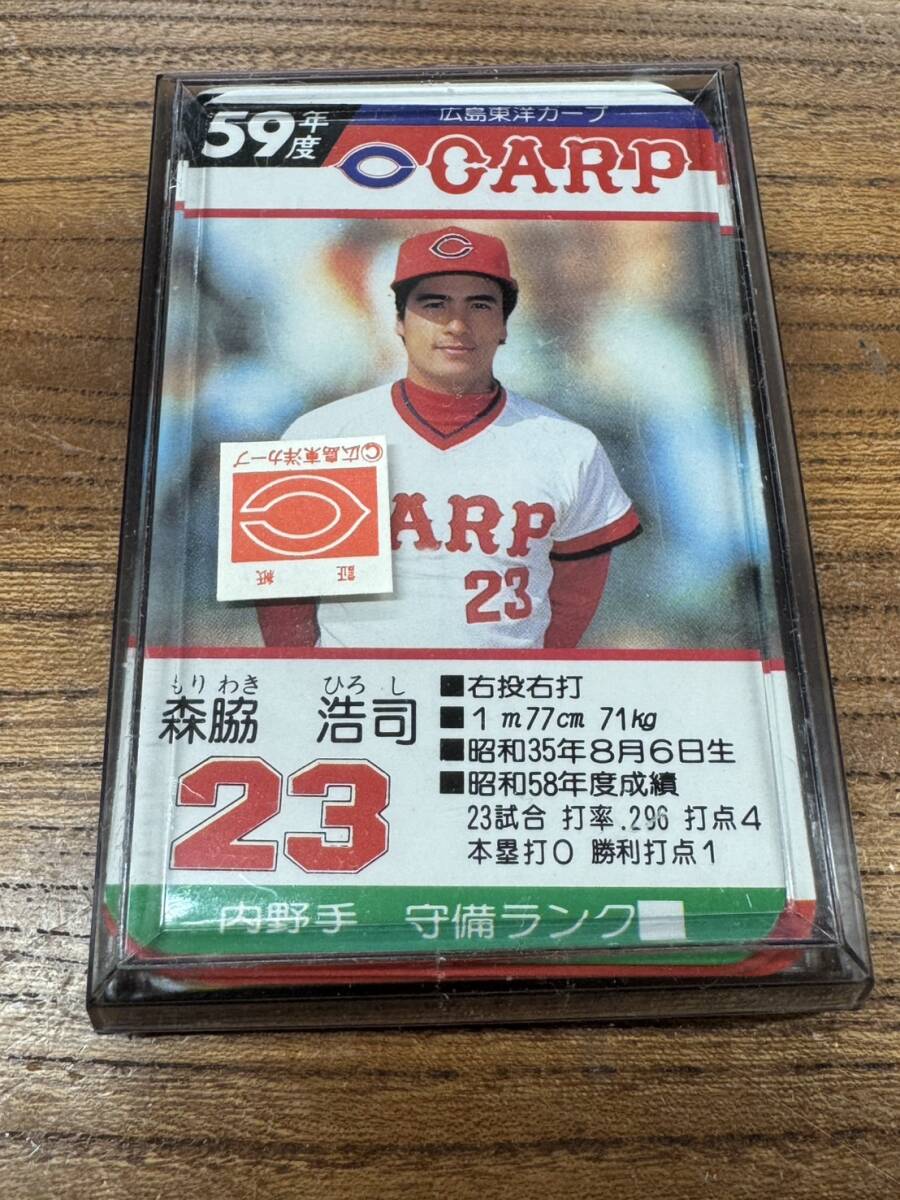 59年度
広島東洋カープ
CARP
Ⓒ広島東洋カープ
証紙
ARP
23
もりわき ひろし
森脇 浩司
23
■右投右打
■1m77cm 71kg
■昭和35年8月6日生
■昭和58年度成績
23試合 打率.296 打点4
本塁打0 勝利打点1
内野手 守備ランク